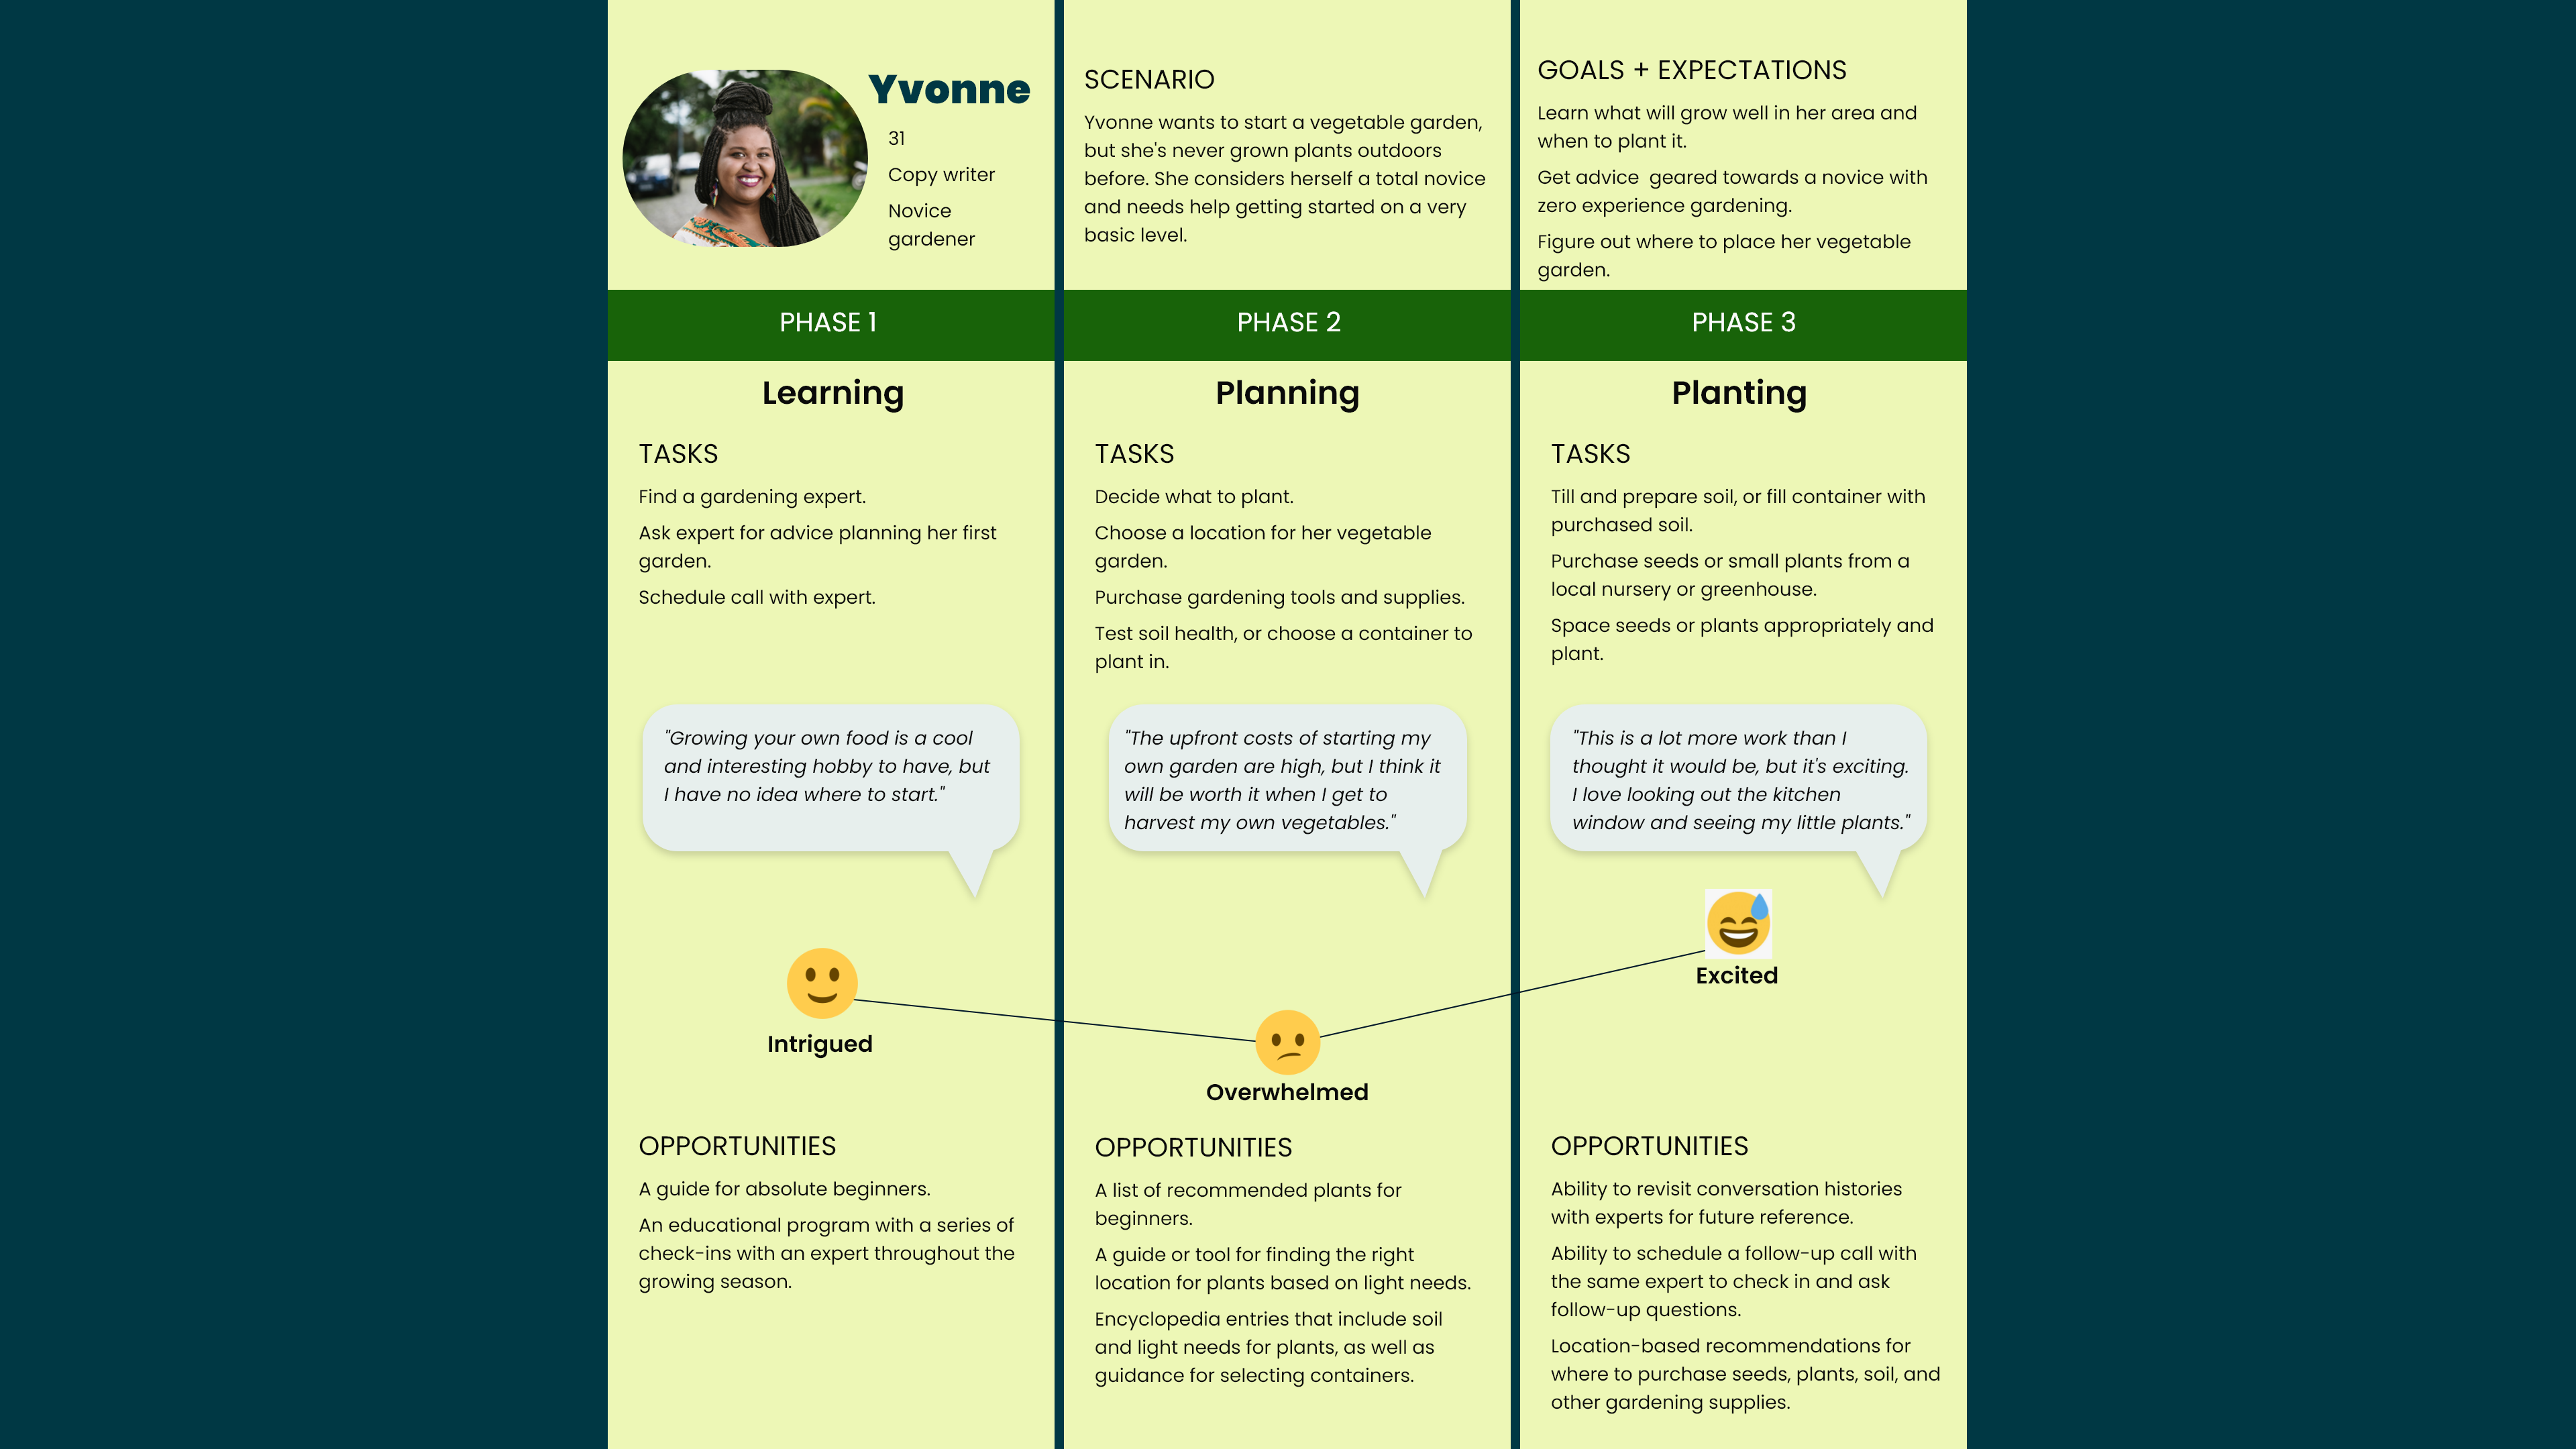 Yvonne
31
Copy writer
Novice
gardener
SCENARIO
Yvonne wants to start a vegetable garden,
but she's never grown plants outdoors
before. She considers herself a total novice
and needs help getting started on a very
basic level.
GOALS + EXPECTATIONS
Learn what will grow well in her area and
when to plant it.
Get advice  geared towards a novice with
zero experience gardening.
Figure out where to place her vegetable
garden.
PHASE 1
Learning
TASKS
Find a gardening expert.
Ask expert for advice planning her first
garden.
Schedule call with expert.
"Growing your own food is a cool
and interesting hobby to have, but
I have no idea where to start."
Intrigued
OPPORTUNITIES
A guide for absolute beginners.
An educational program with a series of
check-ins with an expert throughout the
growing season.
PHASE 2
Planning
TASKS
Decide what to plant.
Choose a location for her vegetable
garden.
Purchase gardening tools and supplies.
Test soil health, or choose a container to
plant in.
"The upfront costs of starting my
own garden are high, but I think it
will be worth it when I get to
harvest my own vegetables."
Overwhelmed
OPPORTUNITIES
A list of recommended plants for
beginners.
A guide or tool for finding the right
location for plants based on light needs.
Encyclopedia entries that include soil
and light needs for plants, as well as
guidance for selecting containers.
PHASE 3
Planting
TASKS
Till and prepare soil, or fill container with
purchased soil.
Purchase seeds or small plants from a
local nursery or greenhouse.
Space seeds or plants appropriately and
plant.
"This is a lot more work than I
thought it would be, but it's exciting.
I love looking out the kitchen
window and seeing my little plants."
Excited
OPPORTUNITIES
Ability to revisit conversation histories
with experts for future reference.
Ability to schedule a follow-up call with
the same expert to check in and ask
follow-up questions.
Location-based recommendations for
where to purchase seeds, plants, soil, and
other gardening supplies.